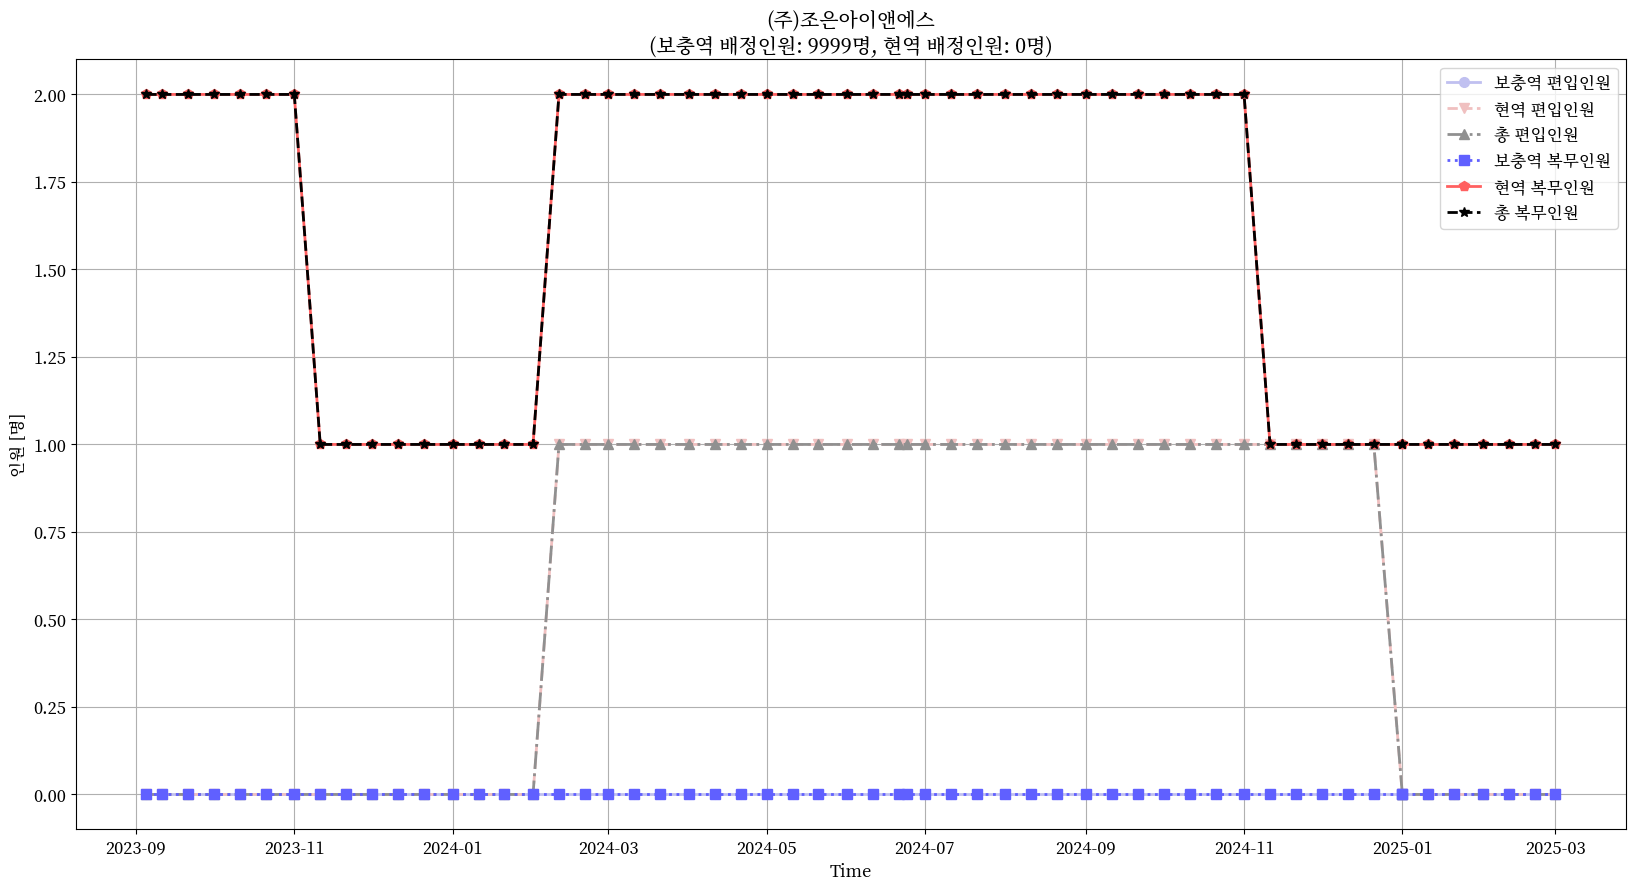 (주)조은아이앤에스
(보충역 배정인원: 9999명, 현역 배정인원: 0명)
보충역 편입인원
현역 편입인원
총 편입인원
보충역 복무인원
현역 복무인원
총 복무인원
인원 [명]
2.00
1.75
1.50
1.25
1.00
0.75
0.50
0.25
0.00
2023-09 2023-11 2024-01 2024-03 2024-05 2024-07 2024-09 2024-11 2025-01 2025-03
Time